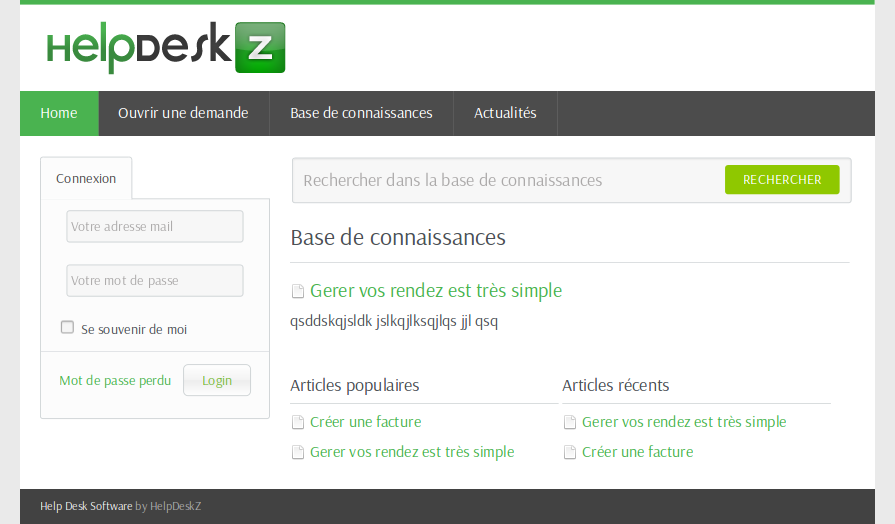 HelpDesk Z
Home Ouvrir une demande Base de connaissances Actualités
Connexion
Votre adresse mail
Votre mot de passe
Se souvenir de moi
Mot de passe perdu Login
Rechercher dans la base de connaissances RECHERCHER
Base de connaissances
Gerer vos rendez est très simple
qsddskqjsldk jslkqjlksqjlqs jjl qsq
Articles populaires
Créer une facture
Gerer vos rendez est très simple
Articles récents
Gerer vos rendez est très simple
Créer une facture
Help Desk Software by HelpDeskZ